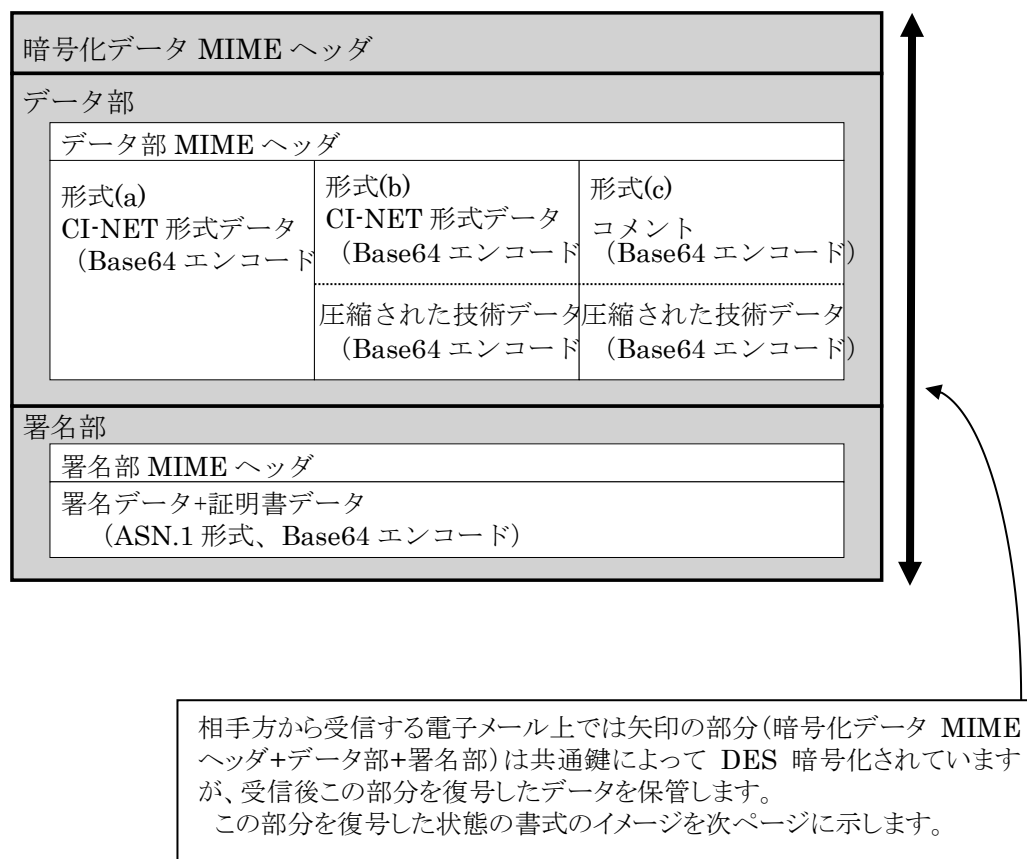 暗号化データ MIME ヘッダ
データ部
データ部 MIME ヘッダ
形式(a)
CI-NET 形式データ
（Base64 エンコード
形式(b)
CI-NET 形式データ
（Base64 エンコード
圧縮された技術データ
（Base64 エンコード
形式(c)
コメント
（Base64 エンコード）
圧縮された技術データ
（Base64 エンコード）
署名部
署名部 MIME ヘッダ
署名データ+証明書データ
（ASN.1 形式、Base64 エンコード）
相手方から受信する電子メール上では矢印の部分（暗号化データ MIME
ヘッダ+データ部+署名部）は共通鍵によって DES 暗号化されています
が、受信後この部分を復号したデータを保管します。
この部分を復号した状態の書式のイメージを次ページに示します。